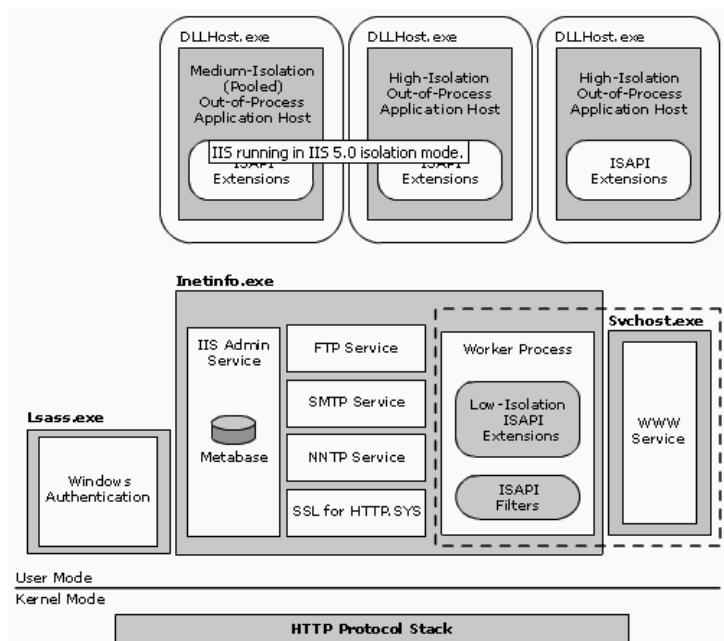 DLLHost.exe
Medium-Isolation
(Pooled)
Out-of-Process
Application Host
ISAPI
Extensions
IIS running in IIS 5.0 isolation mode.
DLLHost.exe
High-Isolation
Out-of-Process
Application Host
ISAPI
Extensions
DLLHost.exe
High-Isolation
Out-of-Process
Application Host
ISAPI
Extensions
Inetinfo.exe
IIS Admin
Service
Metabase
FTP Service
SMTP Service
NNTP Service
SSL for HTTP.SYS
Worker Process
Low-Isolation
ISAPI
Extensions
ISAPI
Filters
Svchost.exe
WWW
Service
Lsass.exe
Windows
Authentication
User Mode
Kernel Mode
HTTP Protocol Stack